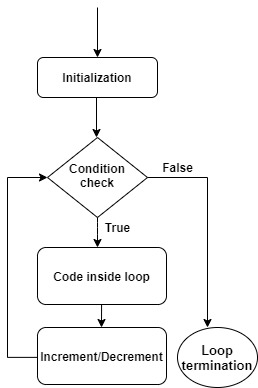 Initialization
Condition
check
False
True
Code inside loop
Increment/Decrement
Loop
termination